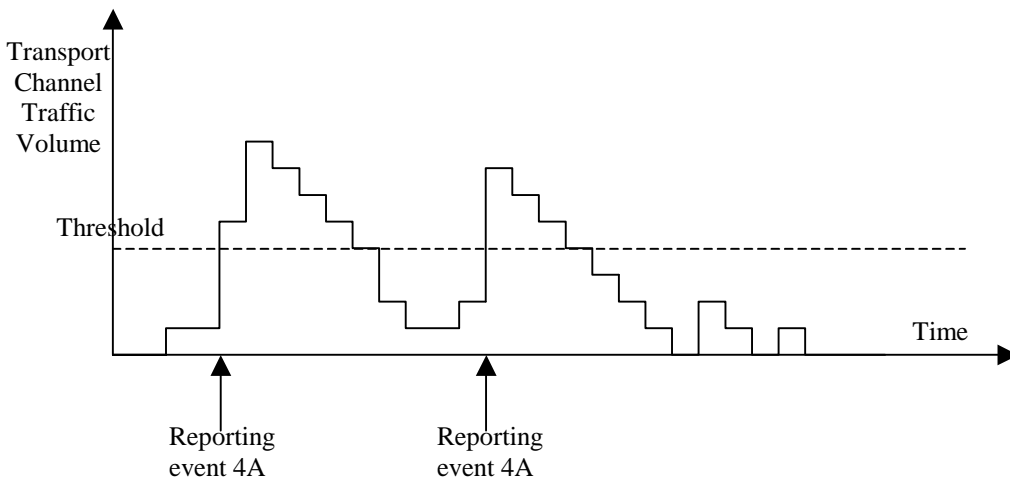 Transport
Channel
Traffic
Volume
Threshold
Time
Reporting
event 4A
Reporting
event 4A